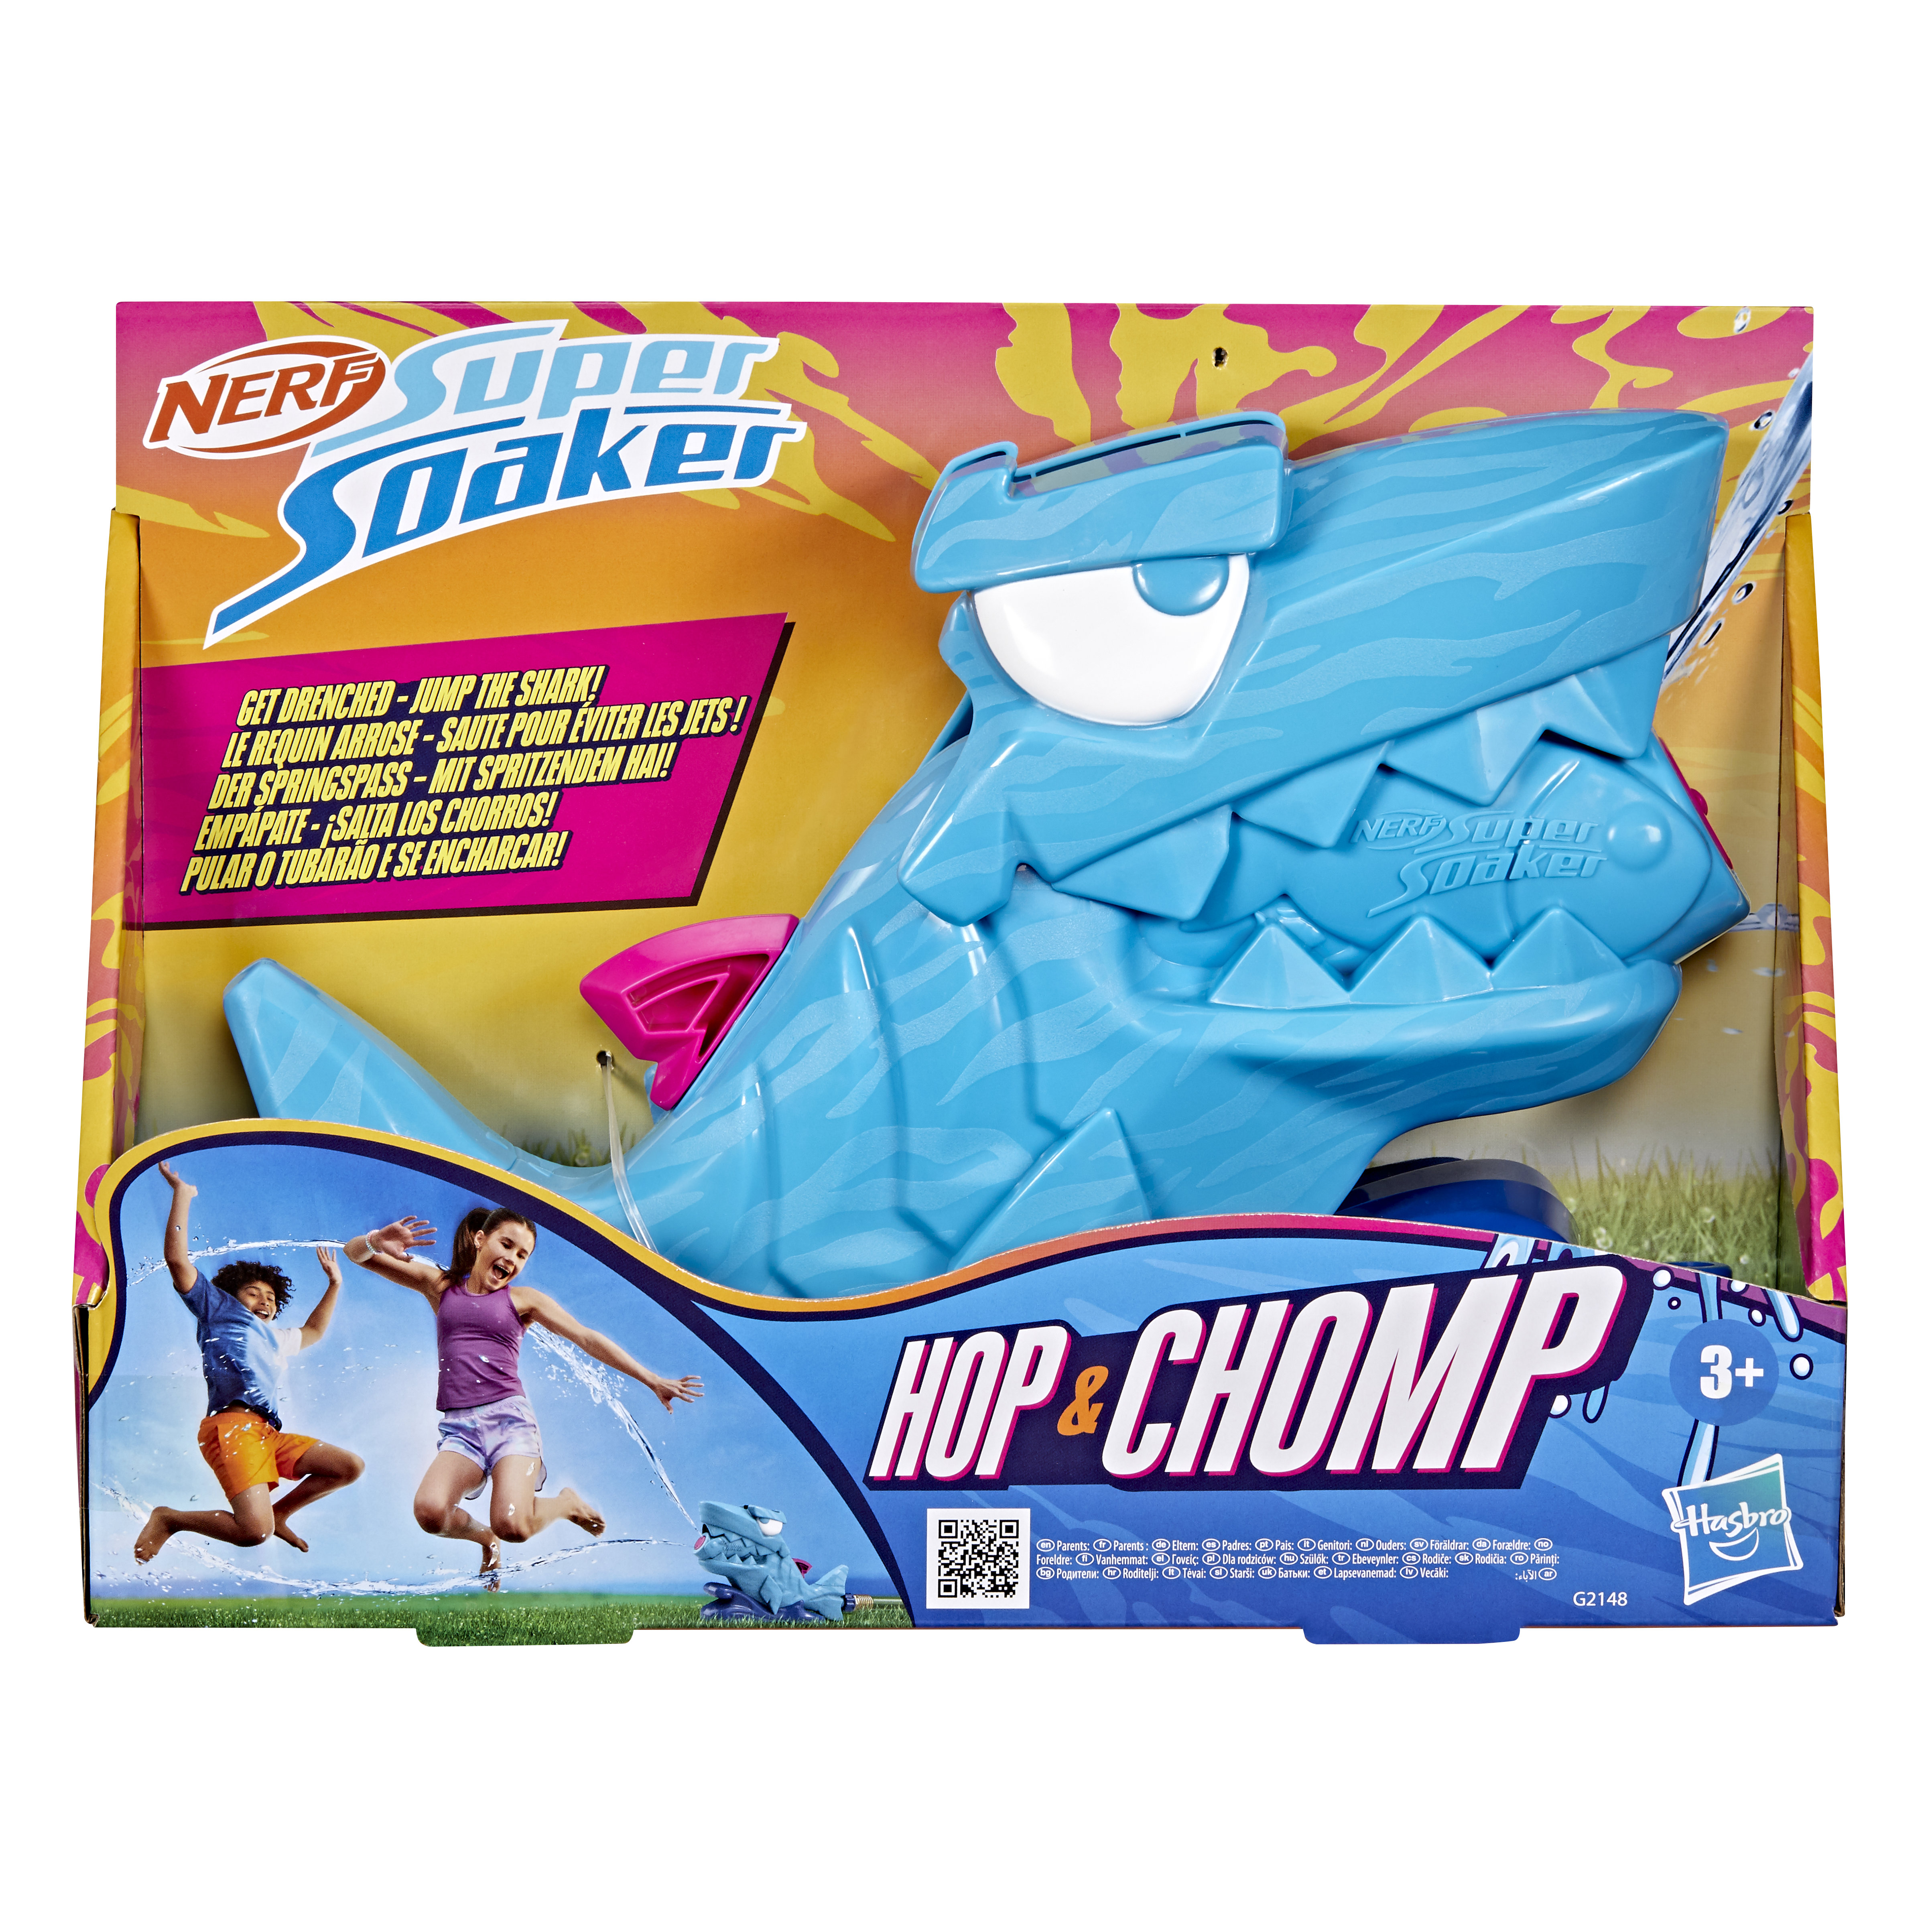 NERF Super
Soaker
GET DRENCHED - JUMP THE SHARK!
LE REQUIN ARROSE - SAUTE POUR ÉVITER LES JETS !
DER SPRINGSPASS - MIT SPRITZENDEM HAI!
EMPÁPATE - ¡SALTA LOS CHORROS!
PULAR O TUBARÃO E SE ENCHARCAR!
NERF Super
Soaker
HOP & CHOMP
3+
Hasbro
en Parents: fr Parents : de Eltern: es Padres: pt Pais: it Genitori: nl Ouders: sv Föräldrar: da Forældre: no
Foreldre: fi Vanhemmat: el Γονείς: pl Dla rodziców: hu Szülők: tr Ebeveynler: cs Rodiče: sk Rodičia: ro Părinți:
bg Родители: hr Roditelji: lt Tėvai: sl Starši: uk Батьки: et Lapsevanemad: lv Vecāki: ar
G2148